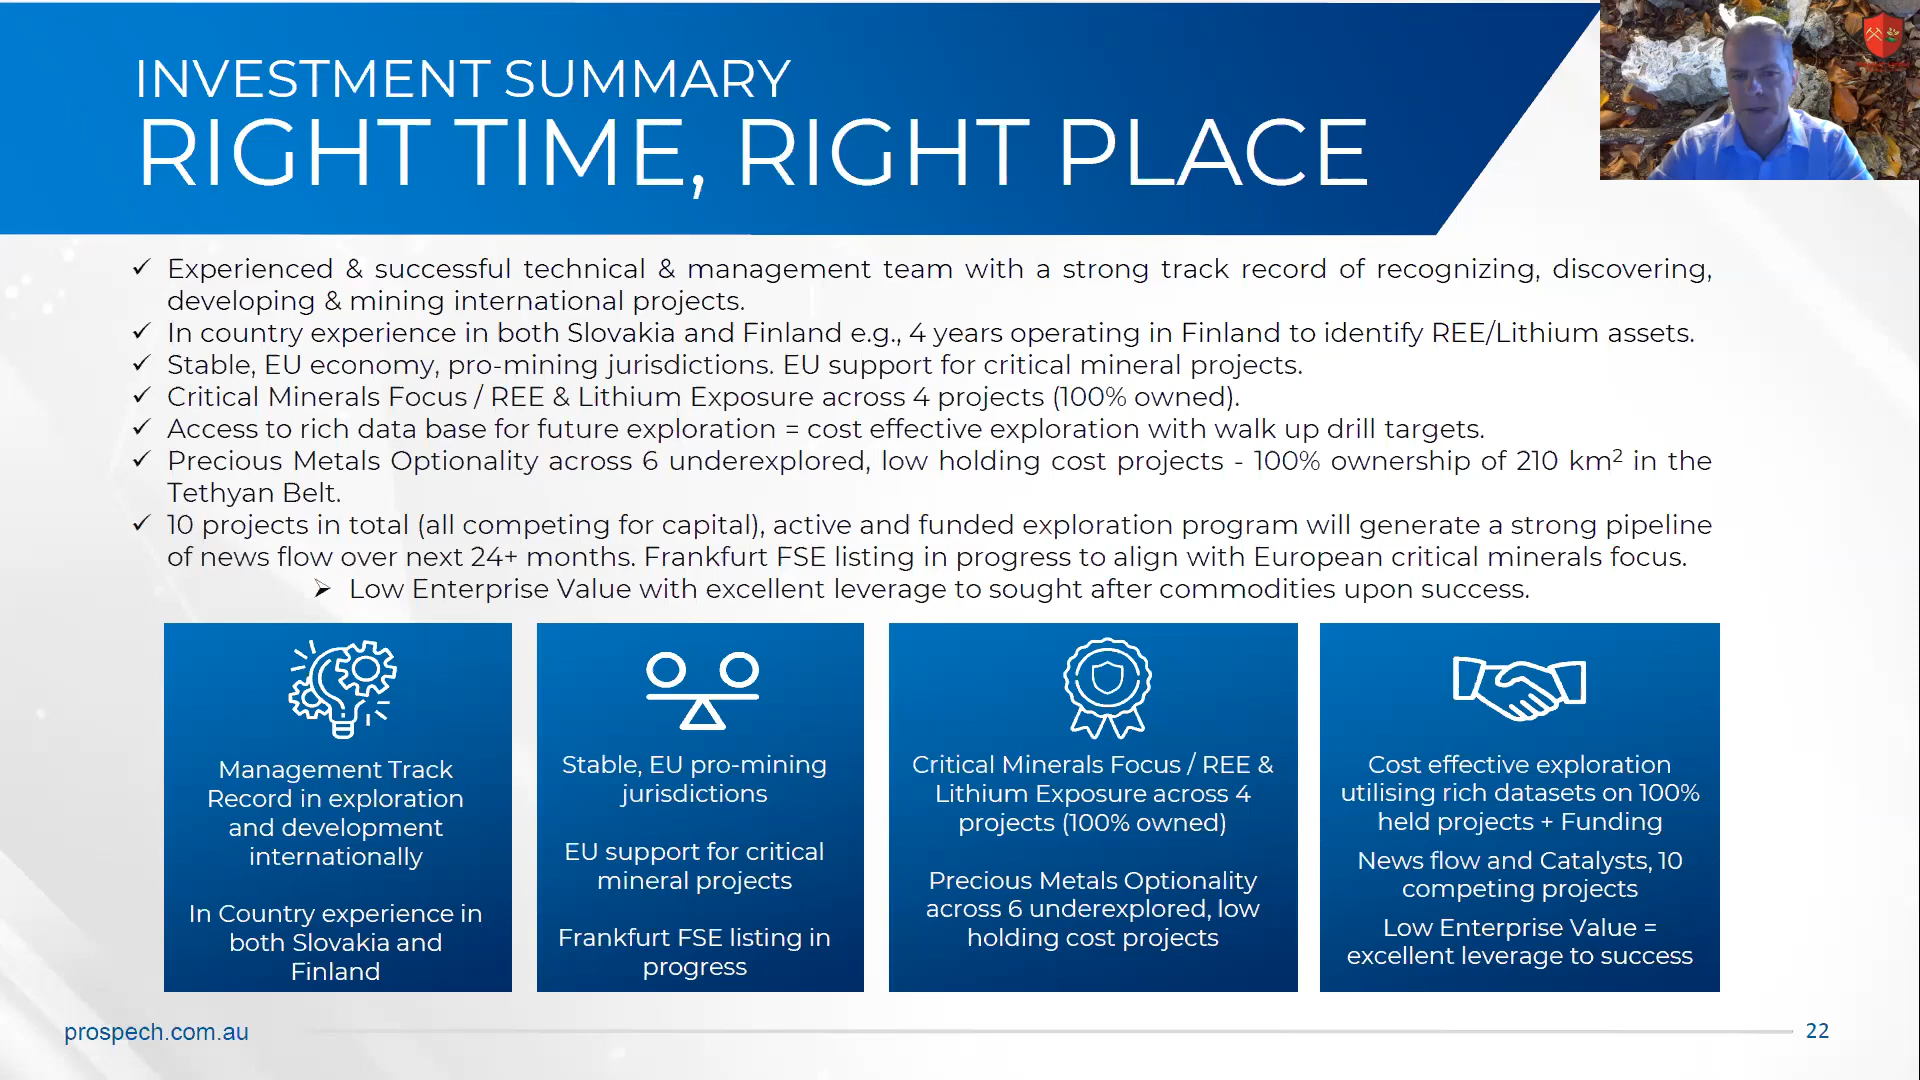 INVESTMENT SUMMARY
RIGHT TIME, RIGHT PLACE
✓ Experienced & successful technical & management team with a strong track record of recognizing, discovering,
developing & mining international projects.
✓ In country experience in both Slovakia and Finland e.g., 4 years operating in Finland to identify REE/Lithium assets.
✓ Stable, EU economy, pro-mining jurisdictions. EU support for critical mineral projects.
✓ Critical Minerals Focus / REE & Lithium Exposure across 4 projects (100% owned).
✓ Access to rich data base for future exploration = cost effective exploration with walk up drill targets.
✓ Precious Metals Optionality across 6 underexplored, low holding cost projects - 100% ownership of 210 km² in the
Tethyan Belt.
✓ 10 projects in total (all competing for capital), active and funded exploration program will generate a strong pipeline
of news flow over next 24+ months. Frankfurt FSE listing in progress to align with European critical minerals focus.
➢ Low Enterprise Value with excellent leverage to sought after commodities upon success.
Management Track
Record in exploration
and development
internationally
In Country experience in
both Slovakia and
Finland
Stable, EU pro-mining
jurisdictions
EU support for critical
mineral projects
Frankfurt FSE listing in
progress
Critical Minerals Focus / REE &
Lithium Exposure across 4
projects (100% owned)
Precious Metals Optionality
across 6 underexplored, low
holding cost projects
Cost effective exploration
utilising rich datasets on 100%
held projects + Funding
News flow and Catalysts, 10
competing projects
Low Enterprise Value =
excellent leverage to success
prospech.com.au
22